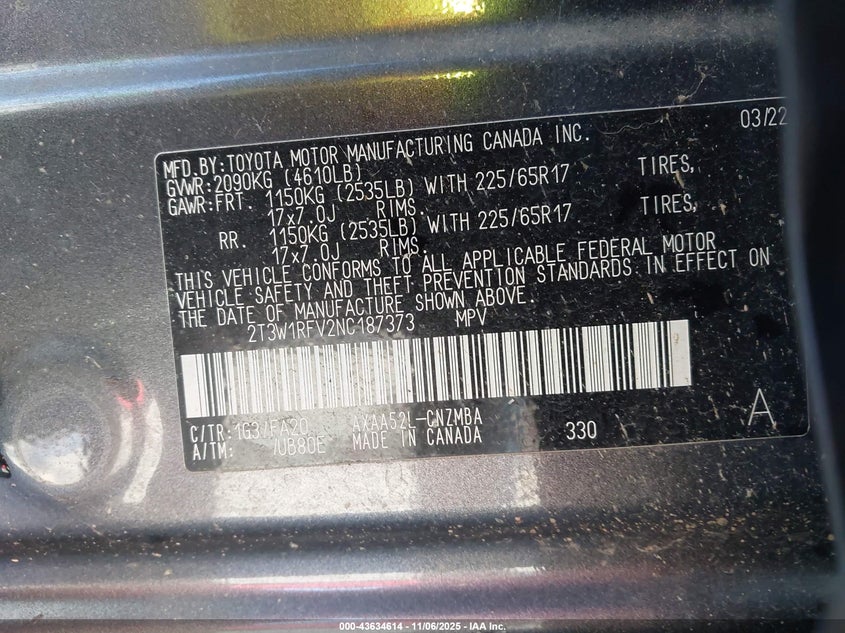 03/22
MFD.BY:TOYOTA MOTOR MANUFACTURING CANADA INC.
GVWR:2090KG (4610LB)
GAWR:FRT. 1150KG (2535LB) WITH 225/65R17 TIRES,
17x7.0J RIMS.
RR. 1150KG (2535LB) WITH 225/65R17 TIRES,
17x7.0J RIMS.
THIS VEHICLE CONFORMS TO ALL APPLICABLE FEDERAL MOTOR
VEHICLE SAFETY AND THEFT PREVENTION STANDARDS IN EFFECT ON
THE DATE OF MANUFACTURE SHOWN ABOVE.
2T3W1RFV2NC187373 MPV
C/TR:1G3/FA20 AXAA52L-CNZMBA
A/TM: /UB80E MADE IN CANADA 330 A
000-43634614 - 11/06/2025 - IAA Inc.